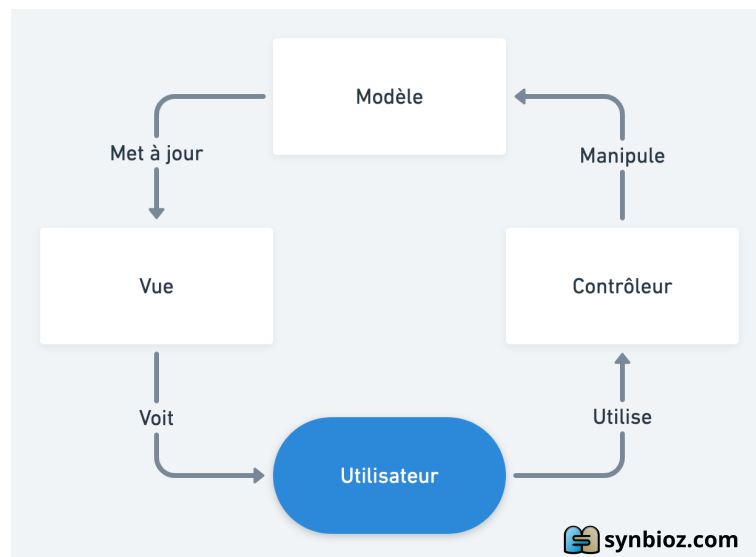 Modèle
Met à jour
Manipule
Vue
Contrôleur
Voit
Utilise
Utilisateur
synbioz.com